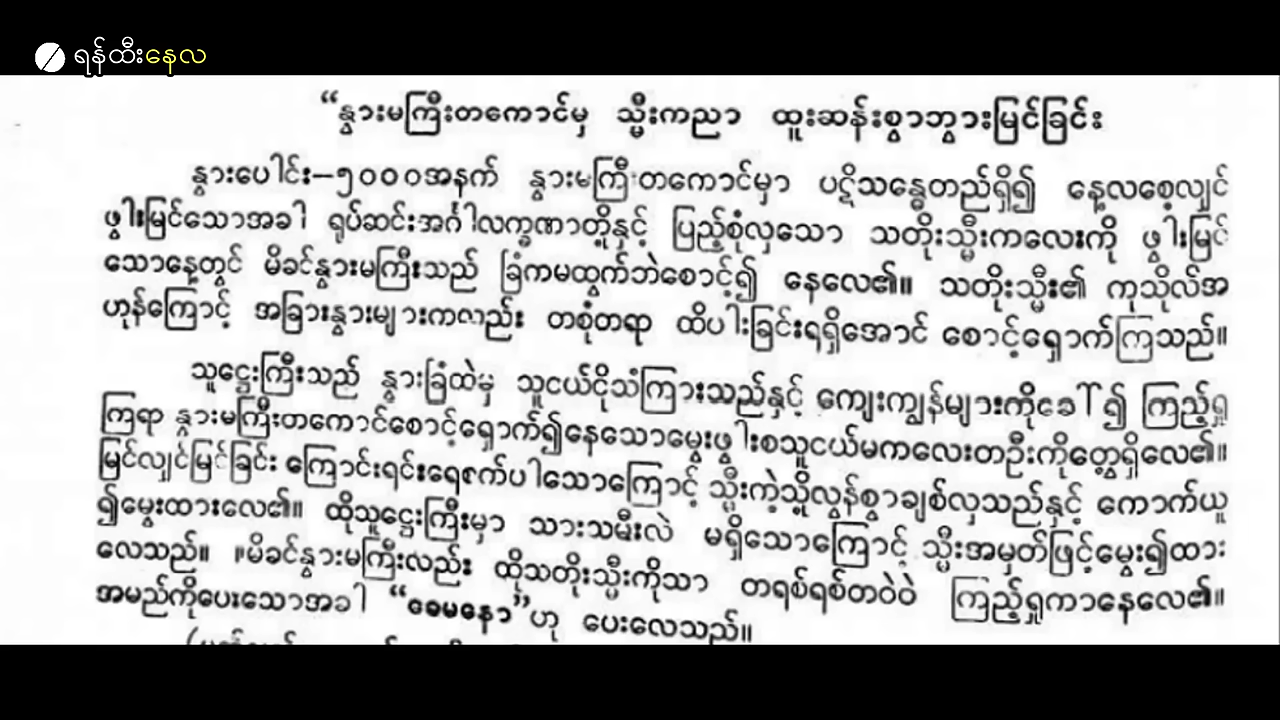 ရန်ထီးနေလ
“နွားမကြီးတကောင်မှ သ္မီးကညာ ထူးဆန်းစွာဘွားမြင်ခြင်း
နွားပေါင်း–၅၀၀၀အနက် နွားမကြီးတကောင်မှာ ပဋိသန္ဓေတည်ရှိ၍ နေ့လစေ့လျှင်
ဖွါးမြင်သောအခါ ရုပ်ဆင်းအင်္ဂါလက္ခဏာတို့နှင့် ပြည့်စုံလှသော သတိုးသ္မီးကလေးကို ဖွါးမြင်
သောနေ့တွင် မိခင်နွားမကြီးသည် ခြံကမထွက်ဘဲစောင့်၍ နေလေ၏။ သတိုးသ္မီး၏ ကုသိုလ်အ
ဟုန်ကြောင့် အခြားနွားများကလည်း တစုံတရာ ထိပါးခြင်းရရှိအောင် စောင့်ရှောက်ကြသည်။
သူဌွေးကြီးသည် နွားခြံထဲမှ သူငယ်ငိုသံကြားသည်နှင့် ကျေးကျွန်များကိုခေါ်၍ ကြည့်ရှု
ကြရာ နွားမကြီးတကောင်စောင့်ရှောက်၍နေသောမွေးဖွါးစသူငယ်မကလေးတဦးကိုတွေ့ရှိလေ၏။
မြင်လျှင်မြင်ခြင်း ကြောင်းရင်းရေဇက်ပါသောကြောင့် သ္မီးကဲ့သို့လွန်စွာချစ်လှသည်နှင့် ကောက်ယူ
၍မွေးထားလေ၏။ ထိုသူဌွေးကြီးမှာ သားသမီးလဲ မရှိသောကြောင့် သ္မီးအမှတ်ဖြင့်မွေး၍ထား
လေသည်။ မိခင်နွားမကြီးလည်း ထိုသတိုးသ္မီးကိုသာ တရစ်ရစ်တဝဲဝဲ ကြည့်ရှုကာနေလေ၏။
အမည်ကိုပေးသောအခါ “ခေမနော”ဟု ပေးလေသည်။